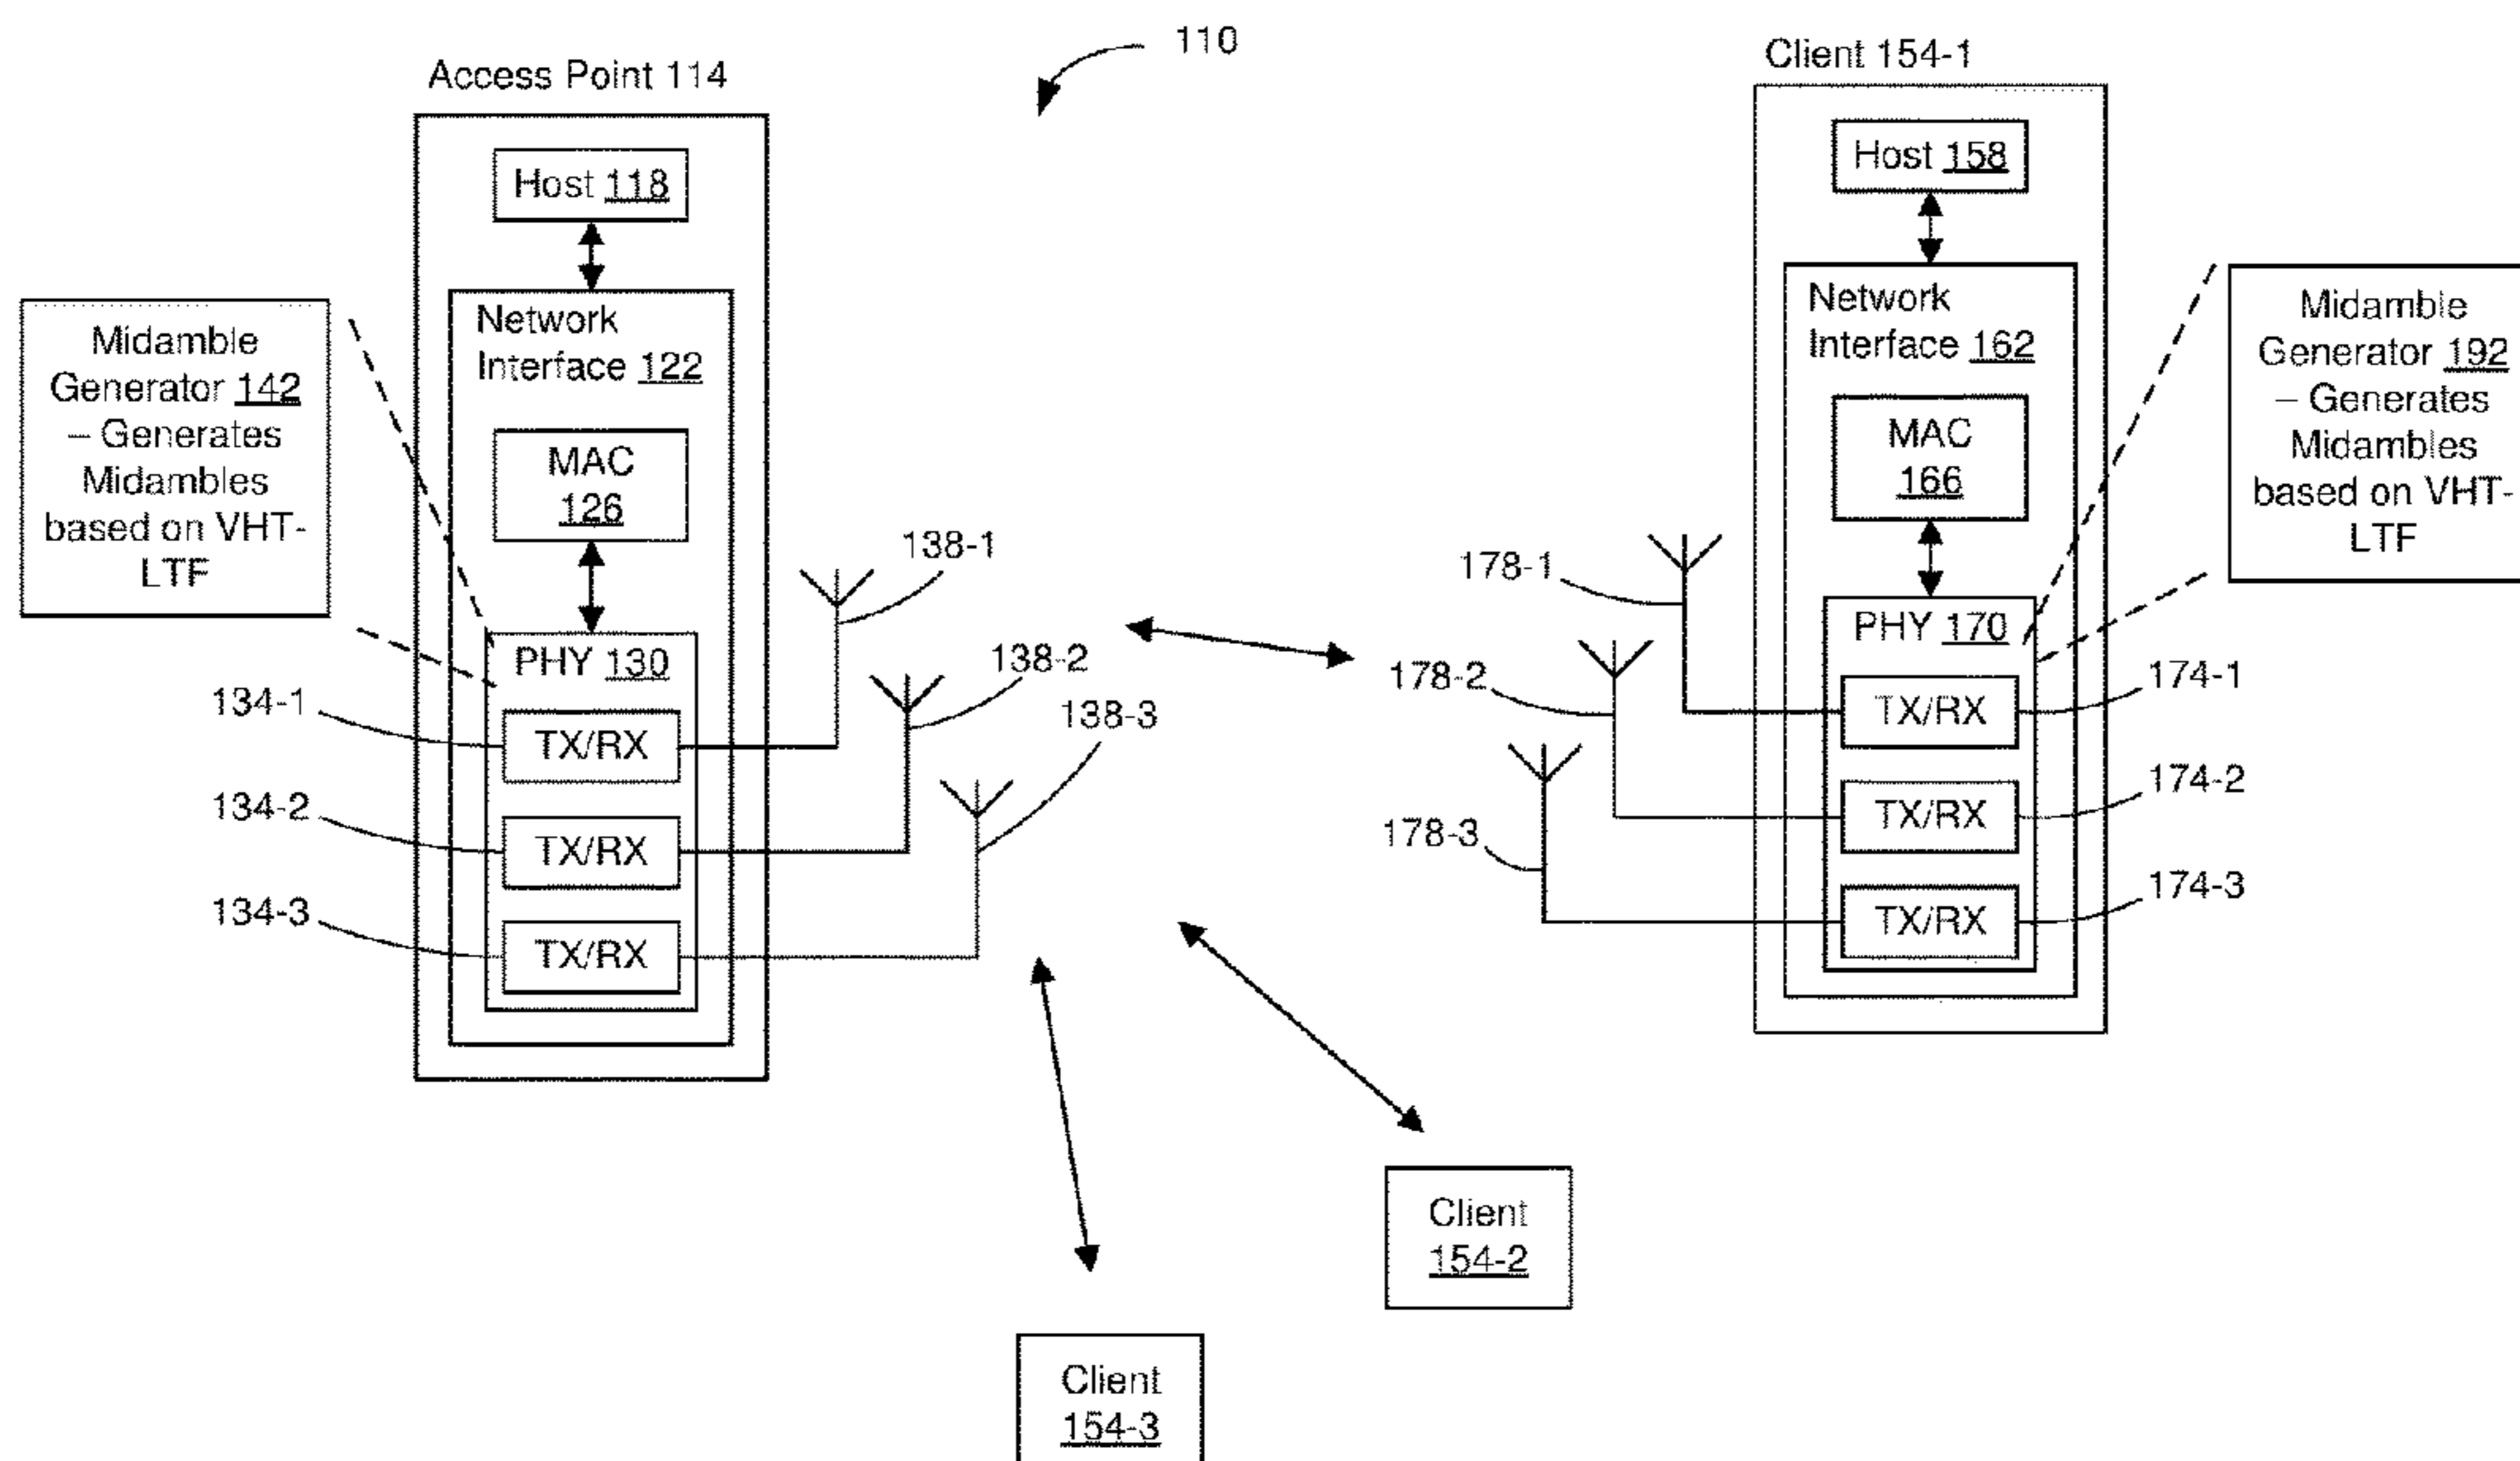 110
Access Point 114
Host 118
Network
Interface 122
MAC
126
PHY 130
TX/RX
TX/RX
TX/RX
Midamble
Generator 142
– Generates
Midambles
based on VHT-
LTF
134-1
134-2
134-3
138-1
138-2
138-3
Client 154-1
Host 158
Network
Interface 162
MAC
166
PHY 170
TX/RX
TX/RX
TX/RX
178-1
178-2
178-3
174-1
174-2
174-3
Midamble
Generator 192
– Generates
Midambles
based on VHT-
LTF
Client
154-2
Client
154-3